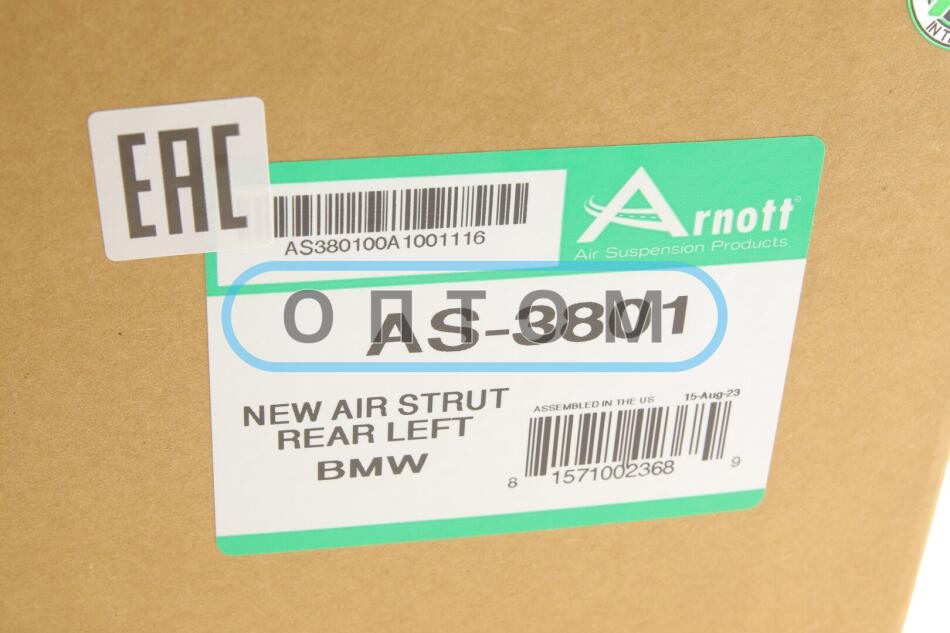 EAC
AS380100A1001116
Arnott®
Air Suspension Products
ОПТОМ
AS-3801
NEW AIR STRUT
REAR LEFT
BMW
ASSEMBLED IN THE US 15-Aug-23
8 1571002368 9